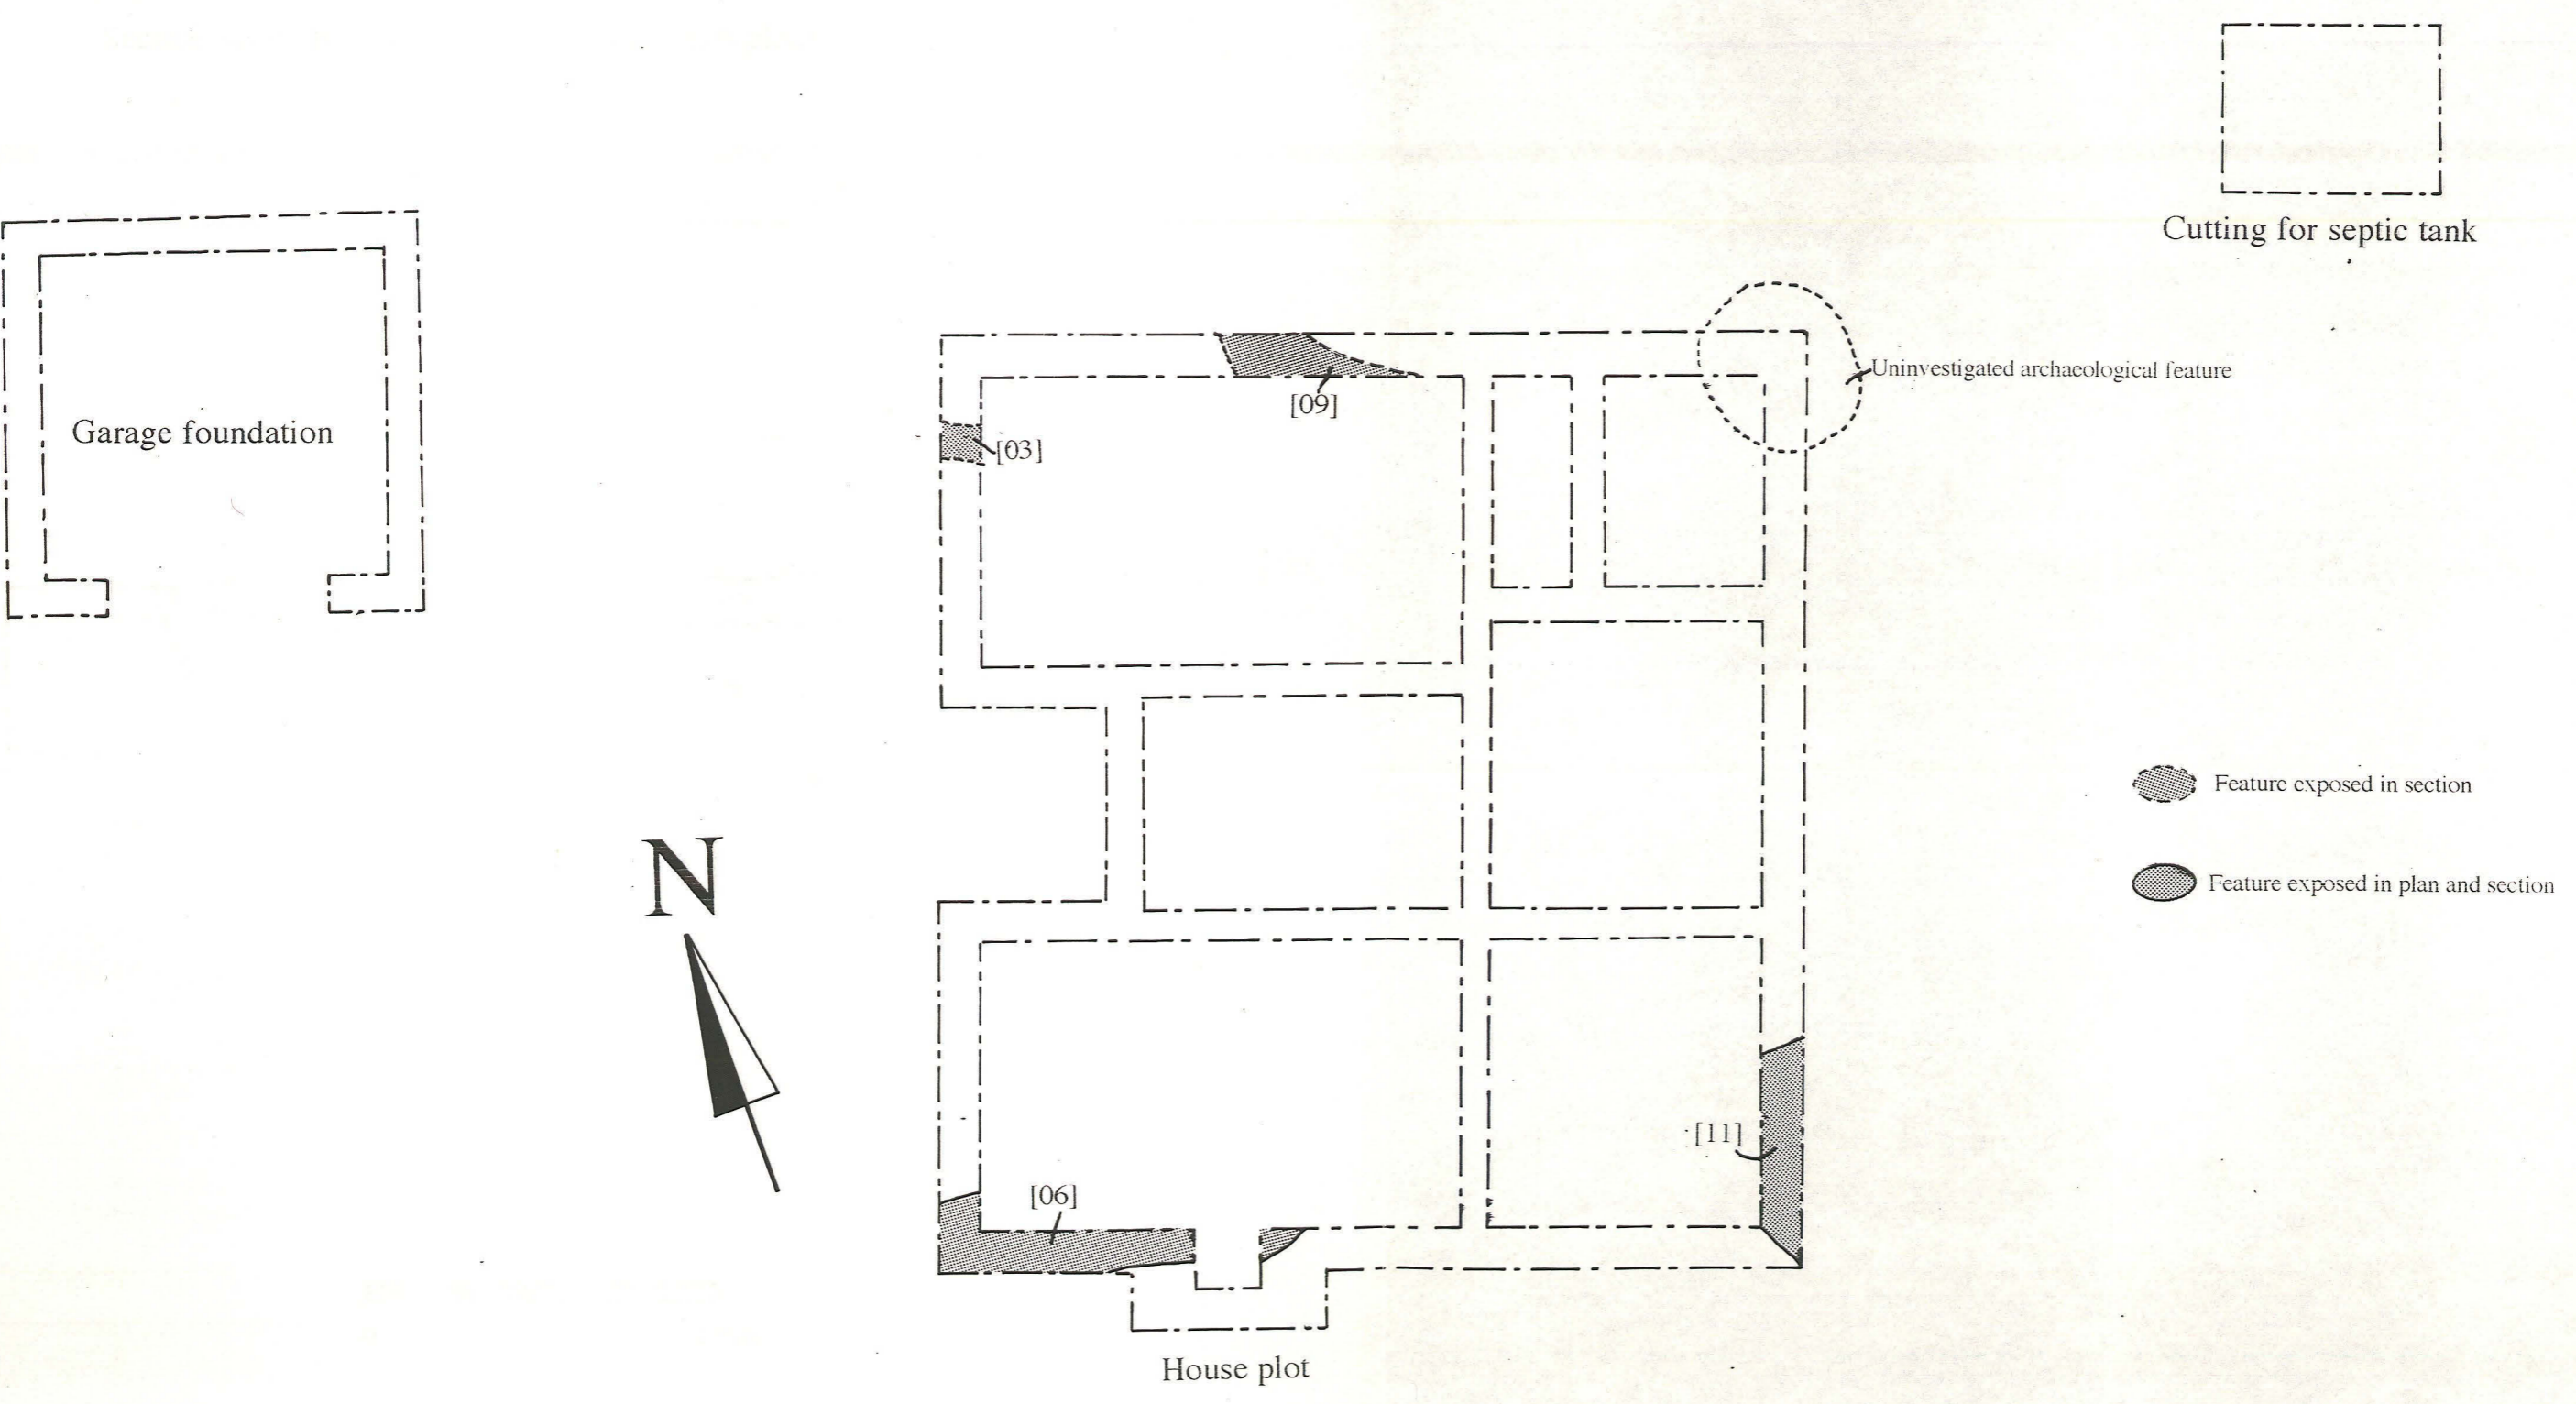 Cutting for septic tank
Uninvestigated archaeological feature
[09]
Garage foundation
[03]
Feature exposed in section
N
Feature exposed in plan and section
[11]
[06]
House plot